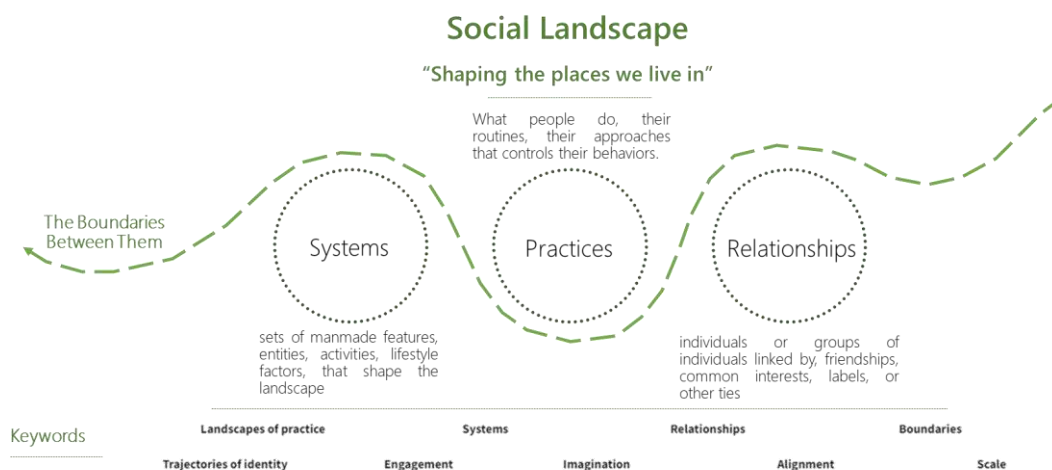 Social Landscape
“Shaping the places we live in”
What people do, their
routines, their approaches
that controls their behaviors.
The Boundaries
Between Them
Systems
Practices
Relationships
sets of manmade features,
entities, activities, lifestyle
factors, that shape the
landscape
individuals or groups of
individuals linked by, friendships,
common interests, labels, or
other ties
Keywords
Landscapes of practice Systems Relationships Boundaries
Trajectories of identity Engagement Imagination Alignment Scale